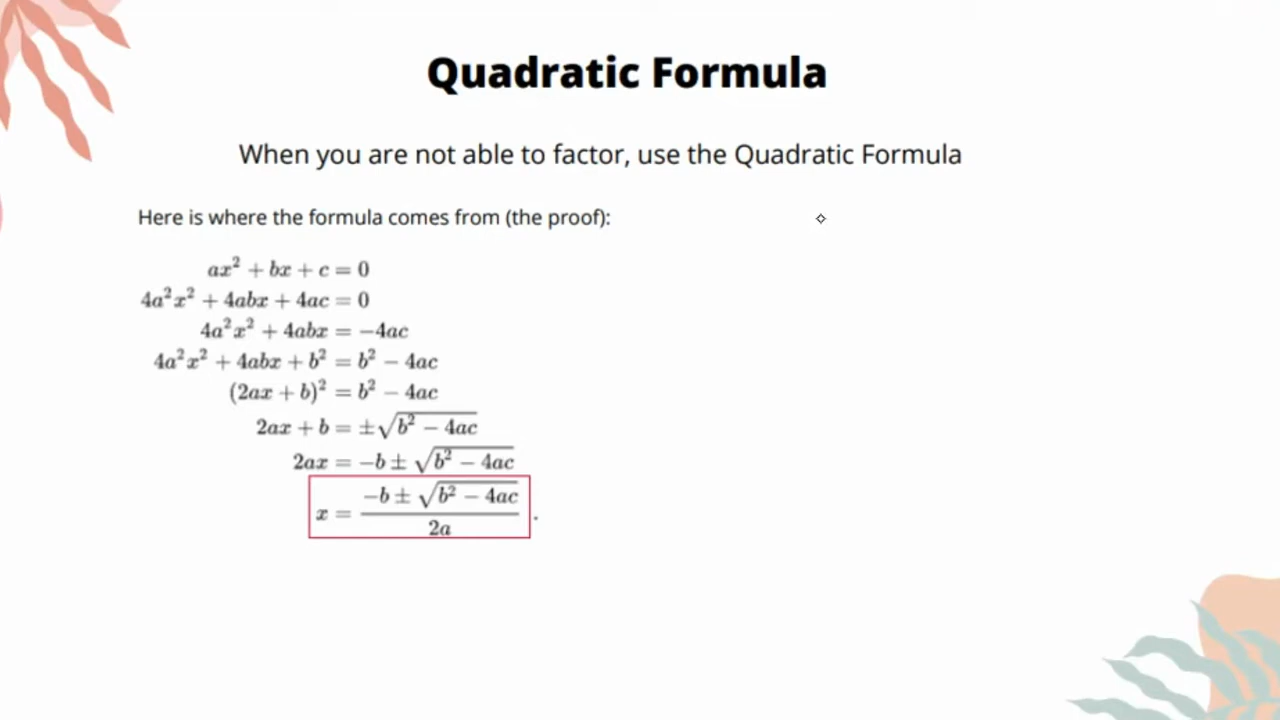 Quadratic Formula
When you are not able to factor, use the Quadratic Formula
Here is where the formula comes from (the proof):
ax² + bx + c = 0
4a²x² + 4abx + 4ac = 0
4a²x² + 4abx = −4ac
4a²x² + 4abx + b² = b² − 4ac
(2ax + b)² = b² − 4ac
2ax + b = ±√(b² − 4ac)
2ax = −b ± √(b² − 4ac)
x = (−b ± √(b² − 4ac)) / 2a .